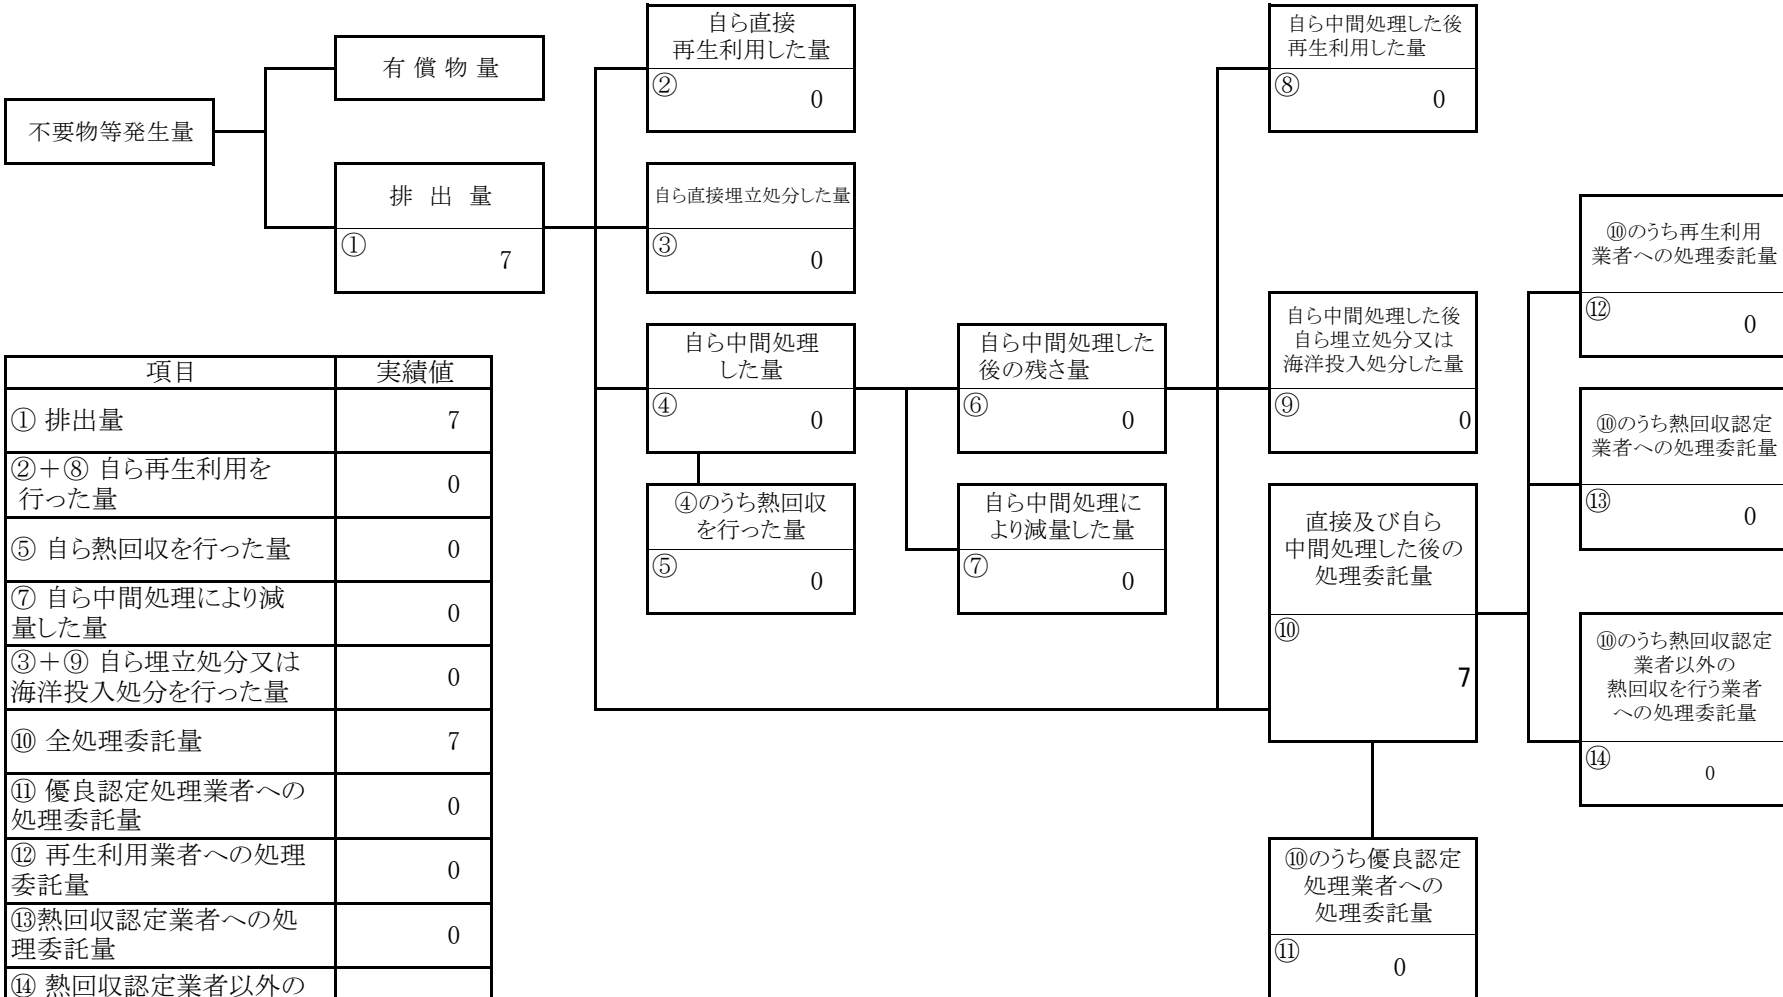 不要物等発生量
有 償 物 量
排 出 量
①
7
自ら直接
再生利用した量
②
0
自ら直接埋立処分した量
③
0
自ら中間処理
した量
④
0
④のうち熱回収
を行った量
⑤
0
自ら中間処理した
後の残さ量
⑥
0
自ら中間処理に
より減量した量
⑦
0
自ら中間処理した後
再生利用した量
⑧
0
自ら中間処理した後
自ら埋立処分又は
海洋投入処分した量
⑨
0
直接及び自ら
中間処理した後の
処理委託量
⑩
7
⑩のうち優良認定
処理業者への
処理委託量
⑪
0
⑩のうち再生利用
業者への処理委託量
⑫
0
⑩のうち熱回収認定
業者への処理委託量
⑬
0
⑩のうち熱回収認定
業者以外の
熱回収を行う業者
への処理委託量
⑭
0
項目 実績値
① 排出量 7
②+⑧ 自ら再生利用を
行った量
0
⑤ 自ら熱回収を行った量 0
⑦ 自ら中間処理により減
量した量
0
③+⑨ 自ら埋立処分又は
海洋投入処分を行った量
0
⑩ 全処理委託量 7
⑪ 優良認定処理業者への
処理委託量
0
⑫ 再生利用業者への処理
委託量
0
⑬熱回収認定業者への処
理委託量
0
⑭ 熱回収認定業者以外の